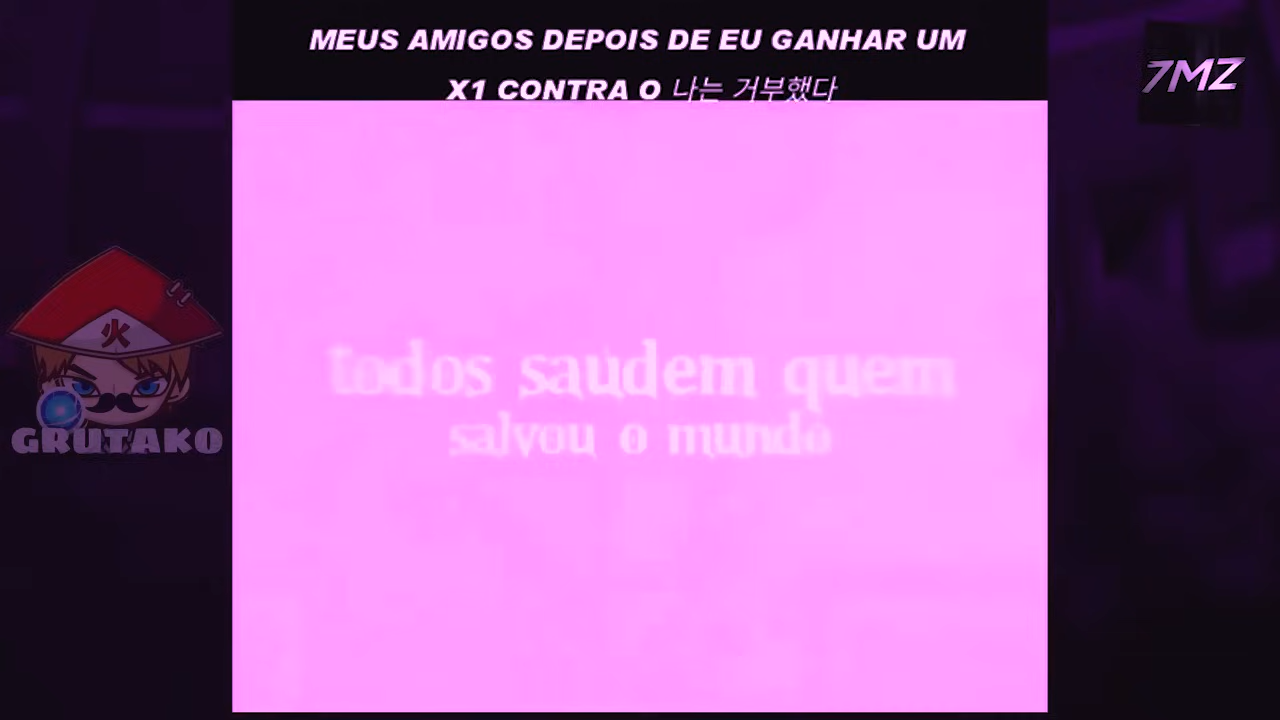 MEUS AMIGOS DEPOIS DE EU GANHAR UM
X1 CONTRA O 나는 거부했다
7MZ
火
GRUTAKO
todos saudem quem
salvou o mundo